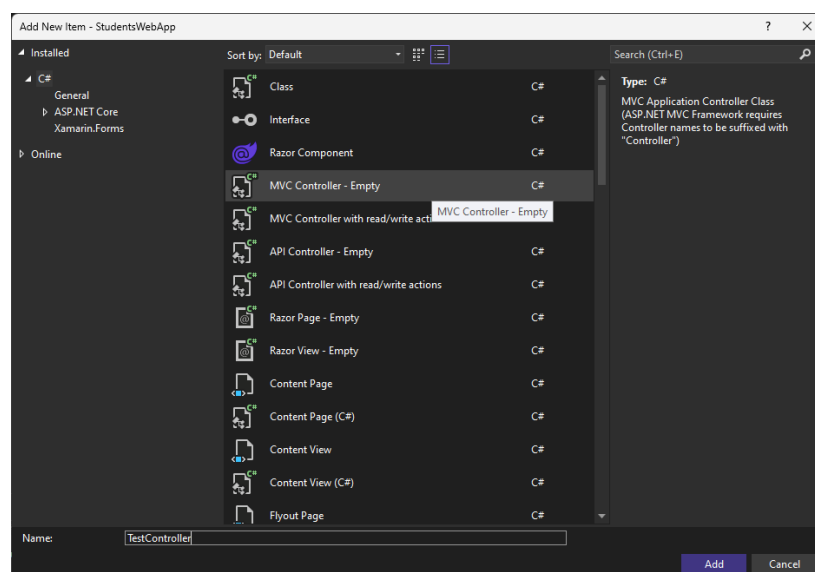 Add New Item - StudentsWebApp
?
Installed
Sort by: Default
Search (Ctrl+E)
C#
General
ASP.NET Core
Xamarin.Forms
Online
Class C#
Interface C#
Razor Component C#
MVC Controller - Empty C#
MVC Controller with read/write acti
MVC Controller - Empty
API Controller - Empty C#
API Controller with read/write actions C#
Razor Page - Empty C#
Razor View - Empty C#
Content Page C#
Content Page (C#) C#
Content View C#
Content View (C#) C#
Flyout Page C#
Type: C#
MVC Application Controller Class
(ASP.NET MVC Framework requires
Controller names to be suffixed with
"Controller")
Name: TestController
Add Cancel